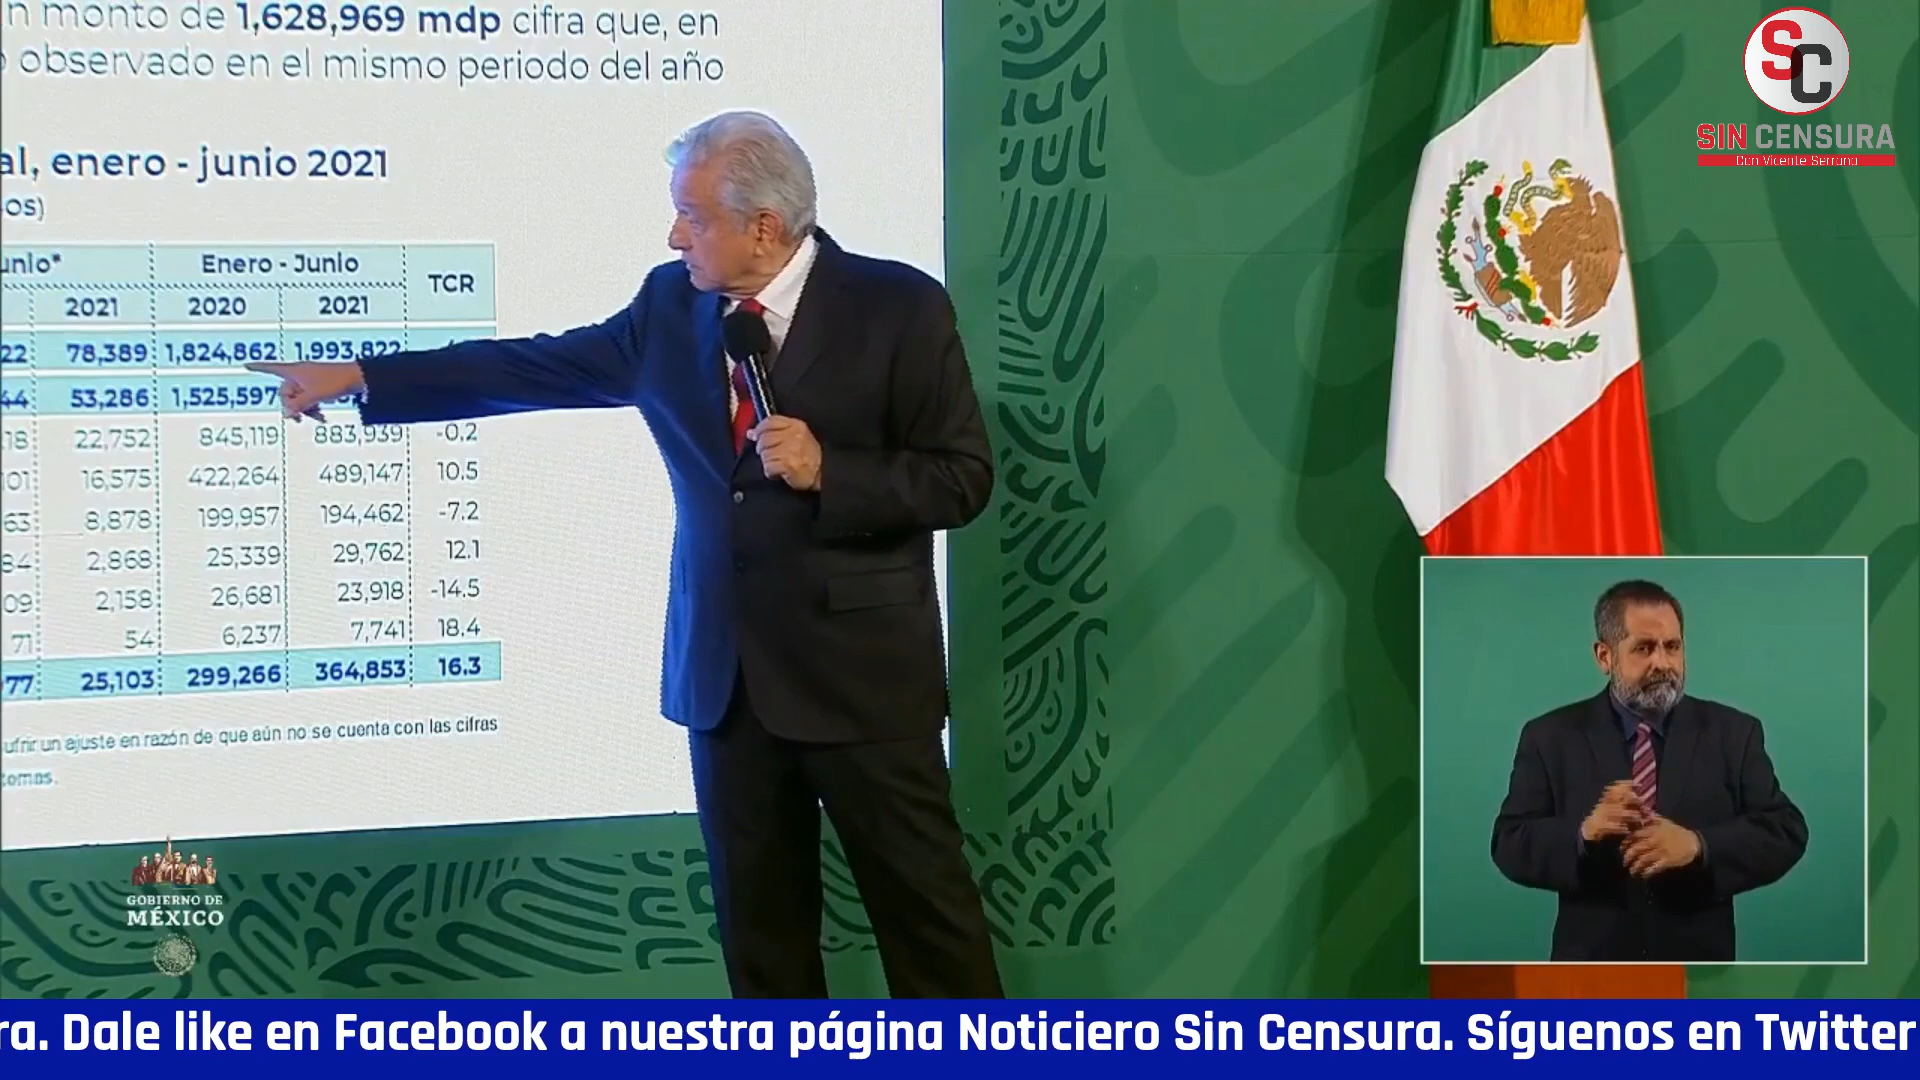 n monto de 1,628,969 mdp cifra que, en
observado en el mismo periodo del año
al, enero - junio 2021
os)
unio* Enero - Junio TCR
2021 2020 2021
22 78,389 1,824,862 1,993,822
44 53,286 1,525,597
18 22,752 845,119 883,939 -0.2
101 16,575 422,264 489,147 10.5
63 8,878 199,957 194,462 -7.2
84 2,868 25,339 29,762 12.1
09 2,158 26,681 23,918 -14.5
71 54 6,237 7,741 18.4
77 25,103 299,266 364,853 16.3
ufrir un ajuste en razón de que aún no se cuenta con las cifras
tomas.
GOBIERNO DE
MÉXICO
SC
SIN CENSURA
Con Vicente Serrano
ra. Dale like en Facebook a nuestra página Noticiero Sin Censura. Síguenos en Twitter